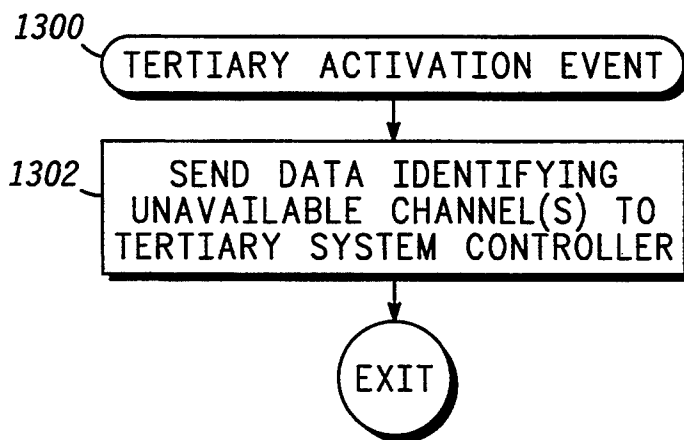 1300
TERTIARY ACTIVATION EVENT
1302
SEND DATA IDENTIFYING
UNAVAILABLE CHANNEL(S) TO
TERTIARY SYSTEM CONTROLLER
EXIT